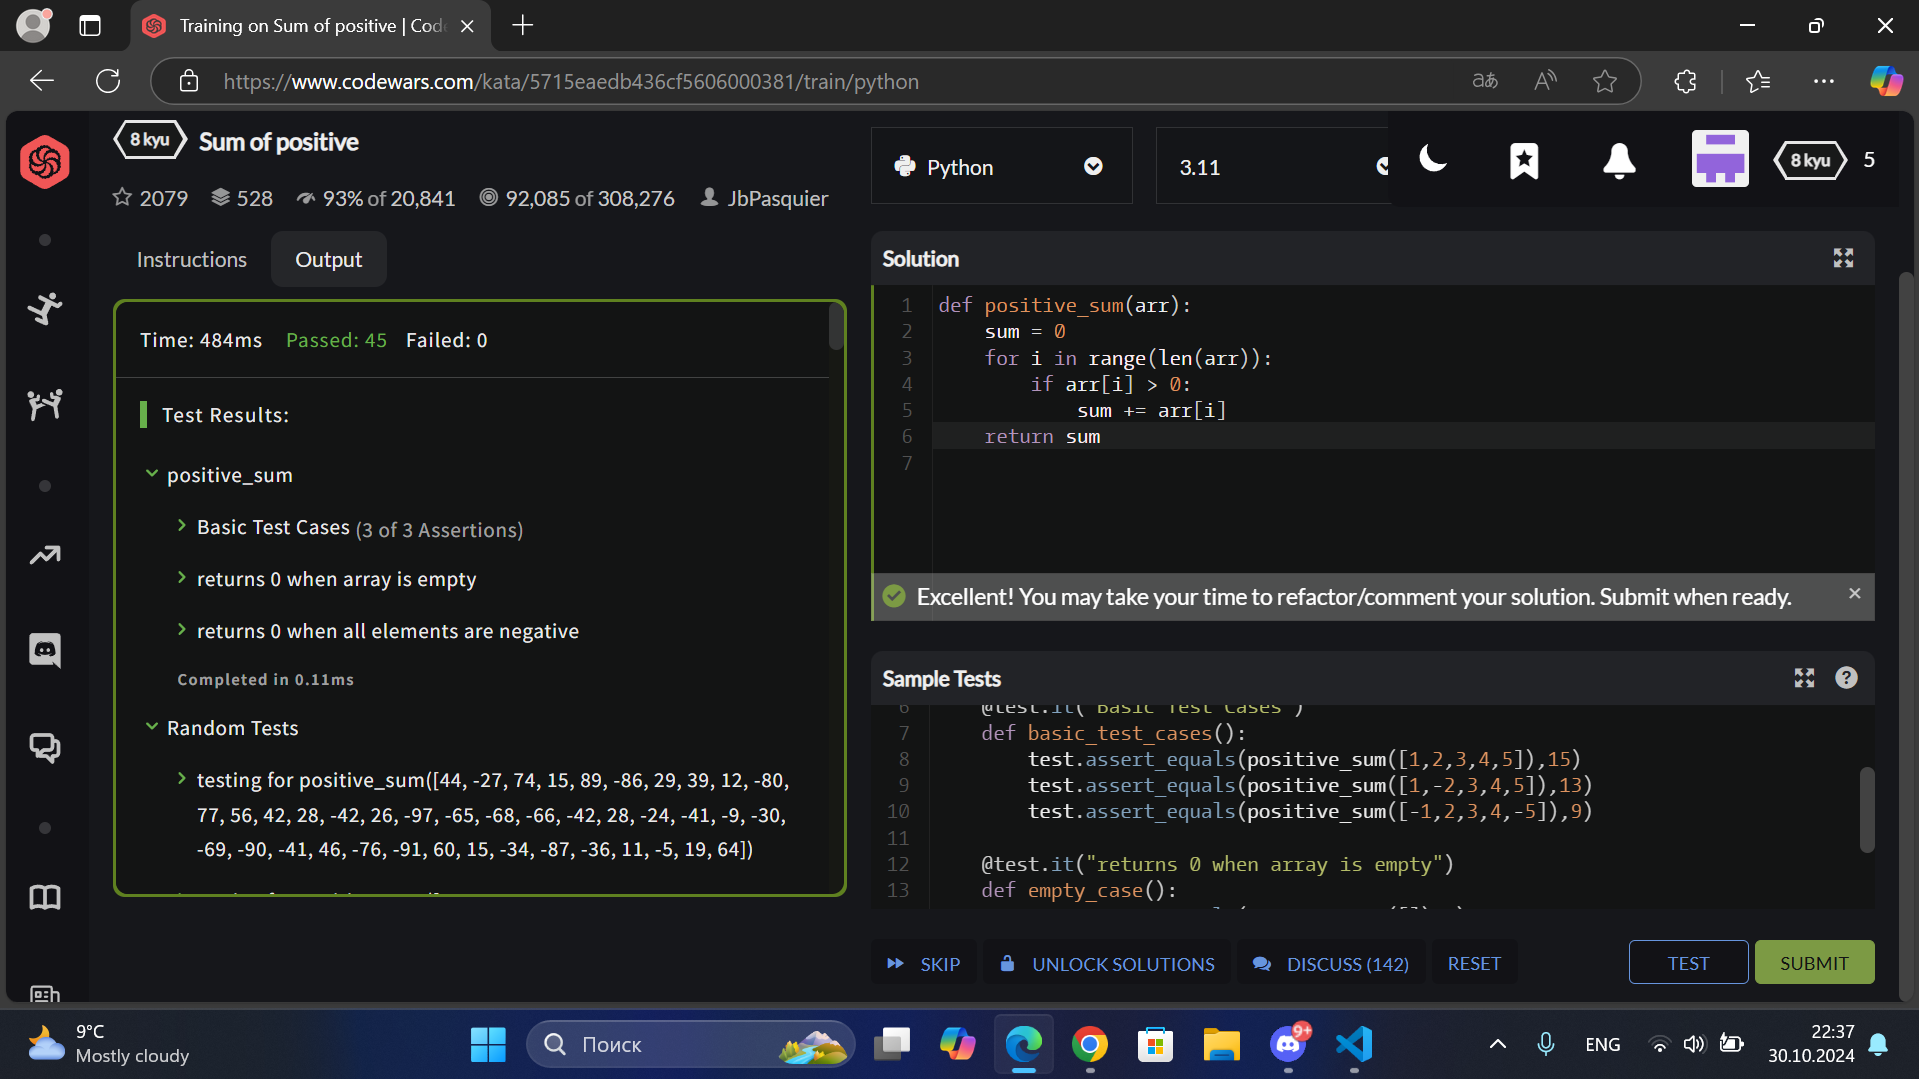 Training on Sum of positive | Cod
https://www.codewars.com/kata/5715eaedb436cf5606000381/train/python
8 kyu
Sum of positive
2079
528
93% of 20,841
92,085 of 308,276
JbPasquier
Python
3.11
8 kyu
5
Instructions
Output
Time: 484ms
Passed: 45
Failed: 0
Test Results:
positive_sum
Basic Test Cases (3 of 3 Assertions)
returns 0 when array is empty
returns 0 when all elements are negative
Completed in 0.11ms
Random Tests
testing for positive_sum([44, -27, 74, 15, 89, -86, 29, 39, 12, -80,
77, 56, 42, 28, -42, 26, -97, -65, -68, -66, -42, 28, -24, -41, -9, -30,
-69, -90, -41, 46, -76, -91, 60, 15, -34, -87, -36, 11, -5, 19, 64])
Solution
1 def positive_sum(arr):
2 sum = 0
3 for i in range(len(arr)):
4 if arr[i] > 0:
5 sum += arr[i]
6 return sum
7
Excellent! You may take your time to refactor/comment your solution. Submit when ready.
Sample Tests
?
6 @test.it("Basic Test Cases")
7 def basic_test_cases():
8 test.assert_equals(positive_sum([1,2,3,4,5]),15)
9 test.assert_equals(positive_sum([1,-2,3,4,5]),13)
10 test.assert_equals(positive_sum([-1,2,3,4,-5]),9)
11
12 @test.it("returns 0 when array is empty")
13 def empty_case():
SKIP
UNLOCK SOLUTIONS
DISCUSS (142)
RESET
TEST
SUBMIT
9°C
Mostly cloudy
Поиск
9+
ENG
22:37
30.10.2024